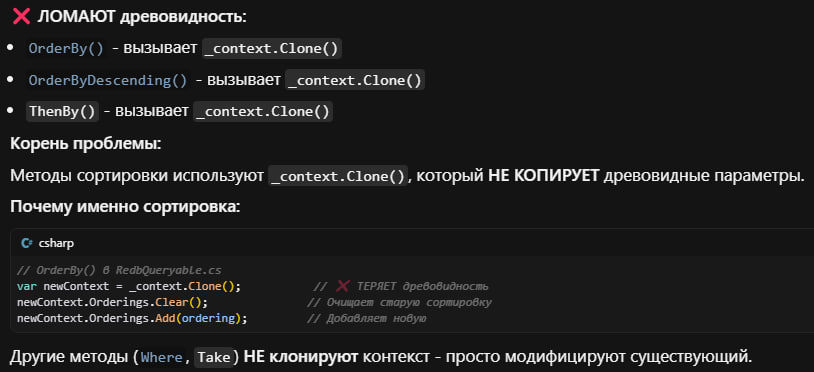 ❌ ЛОМАЮТ древовидность:
• OrderBy() - вызывает _context.Clone()
• OrderByDescending() - вызывает _context.Clone()
• ThenBy() - вызывает _context.Clone()
Корень проблемы:
Методы сортировки используют _context.Clone(), который НЕ КОПИРУЕТ древовидные параметры.
Почему именно сортировка:
csharp
// OrderBy() в RedbQueryable.cs
var newContext = _context.Clone(); // ❌ ТЕРЯЕТ древовидность
newContext.Orderings.Clear(); // Очищает старую сортировку
newContext.Orderings.Add(ordering); // Добавляет новую
Другие методы (Where, Take) НЕ клонируют контекст - просто модифицируют существующий.